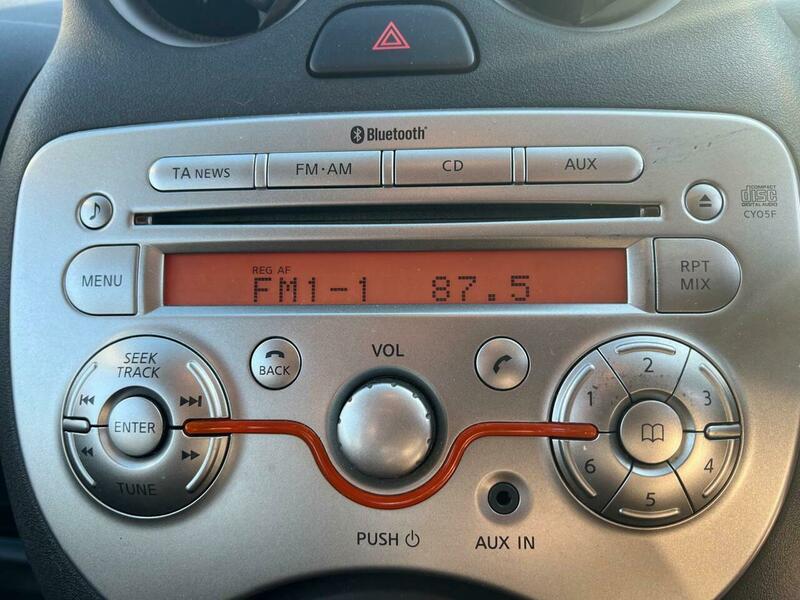 Bluetooth®
TA NEWS
FM·AM
CD
AUX
COMPACT
disc
DIGITAL AUDIO
CY05F
MENU
REG AF
FM1-1 87.5
RPT
MIX
SEEK
TRACK
ENTER
TUNE
BACK
VOL
1
2
3
4
5
6
PUSH
AUX IN